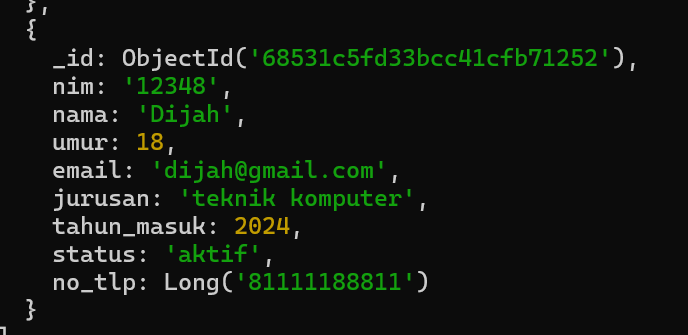 },
{
_id: ObjectId('68531c5fd33bcc41cfb71252'),
nim: '12348',
nama: 'Dijah',
umur: 18,
email: 'dijah@gmail.com',
jurusan: 'teknik komputer',
tahun_masuk: 2024,
status: 'aktif',
no_tlp: Long('81111188811')
}
]